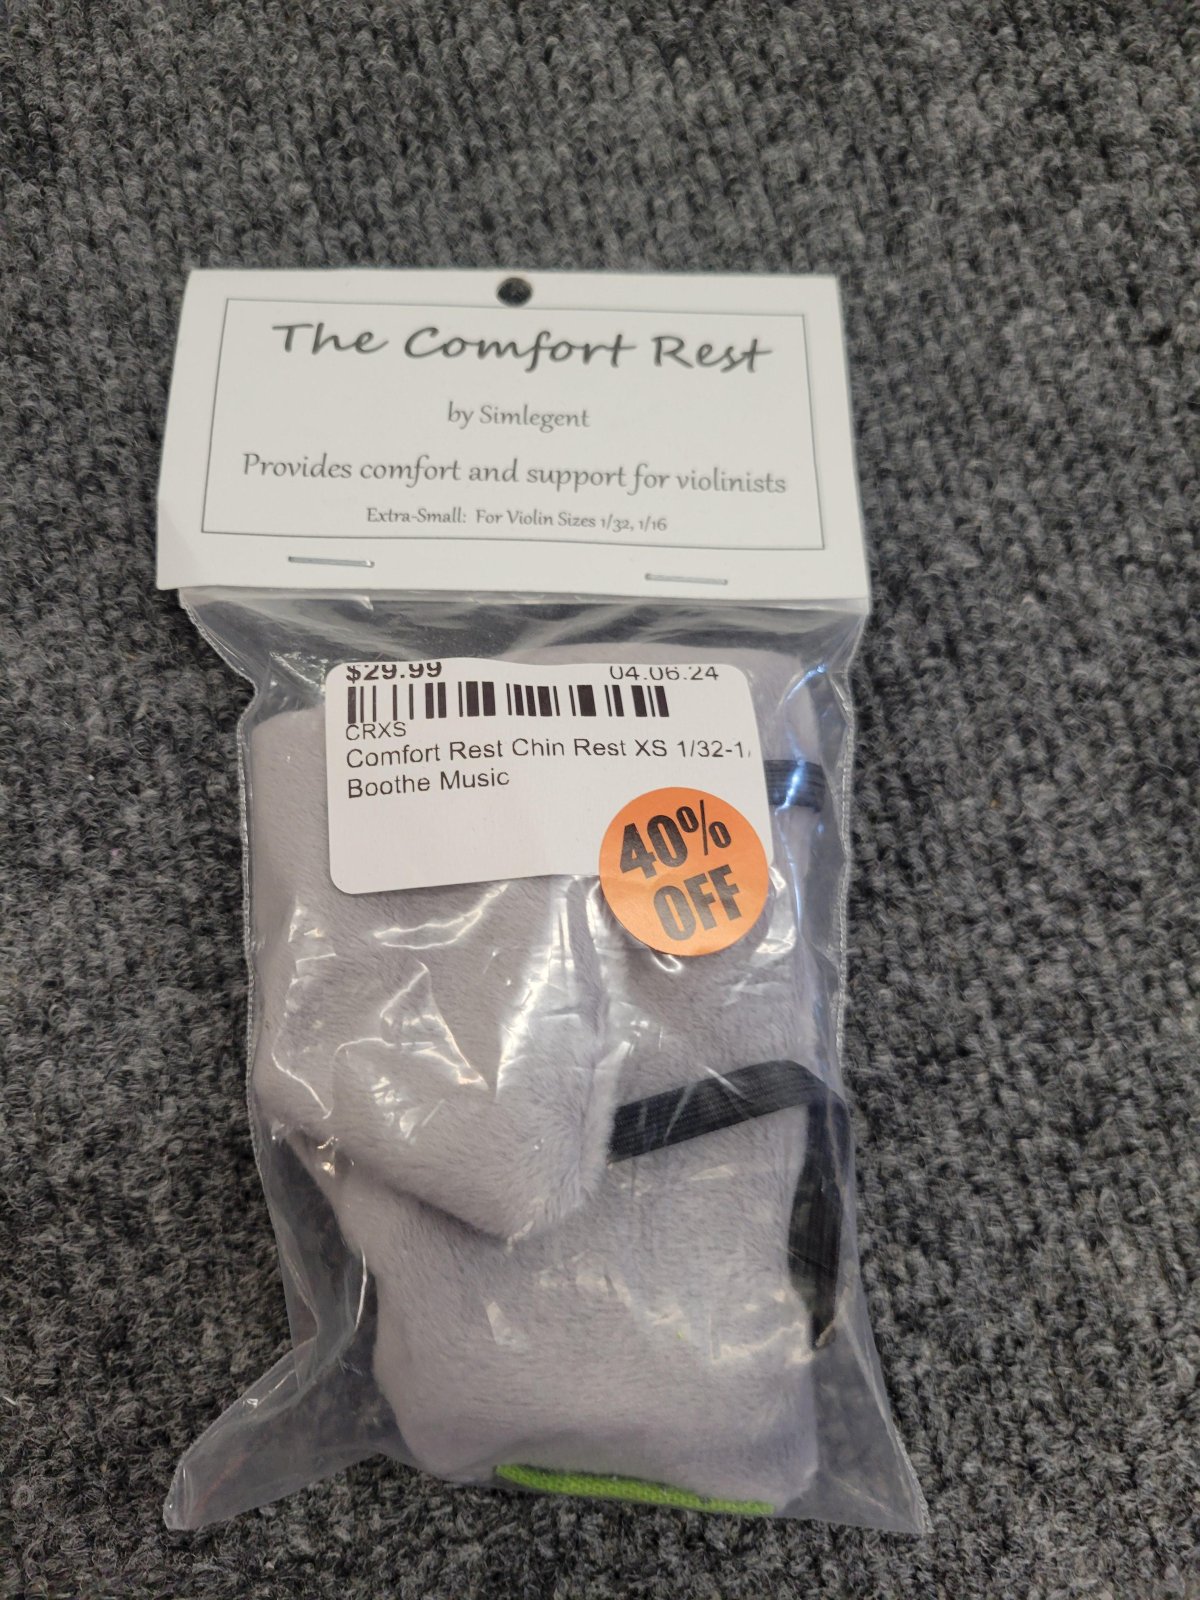 The Comfort Rest
by Simlegent
Provides comfort and support for violinists
Extra-Small: For Violin Sizes 1/32, 1/16
$29.99 04.06.24
CRXS
Comfort Rest Chin Rest XS 1/32-1/
Boothe Music
40%
OFF